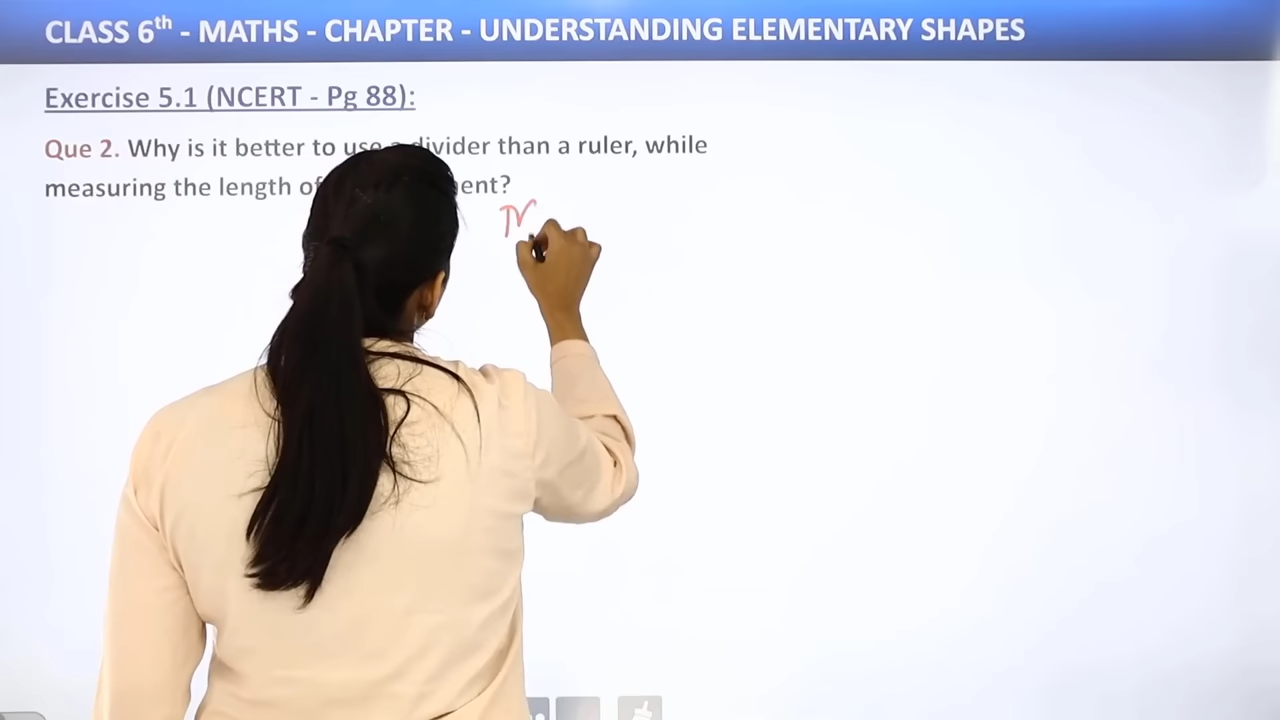 CLASS 6th - MATHS - CHAPTER - UNDERSTANDING ELEMENTARY SHAPES
Exercise 5.1 (NCERT - Pg 88):
Que 2. Why is it better to use a divider than a ruler, while
measuring the length of ent?